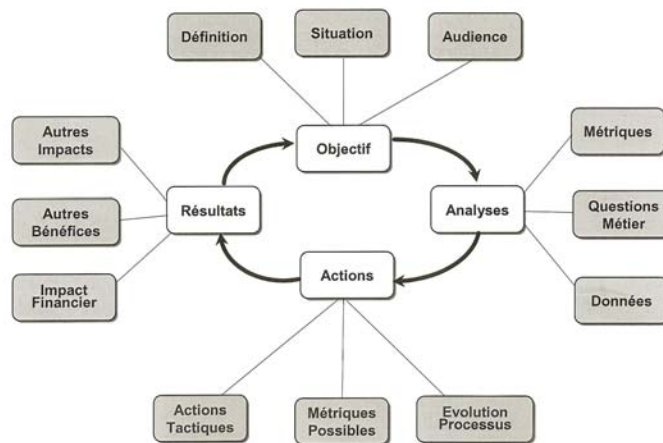 Définition
Situation
Audience
Autres
Impacts
Objectif
Métriques
Résultats
Analyses
Autres
Bénéfices
Questions
Métier
Actions
Impact
Financier
Données
Actions
Tactiques
Métriques
Possibles
Evolution
Processus